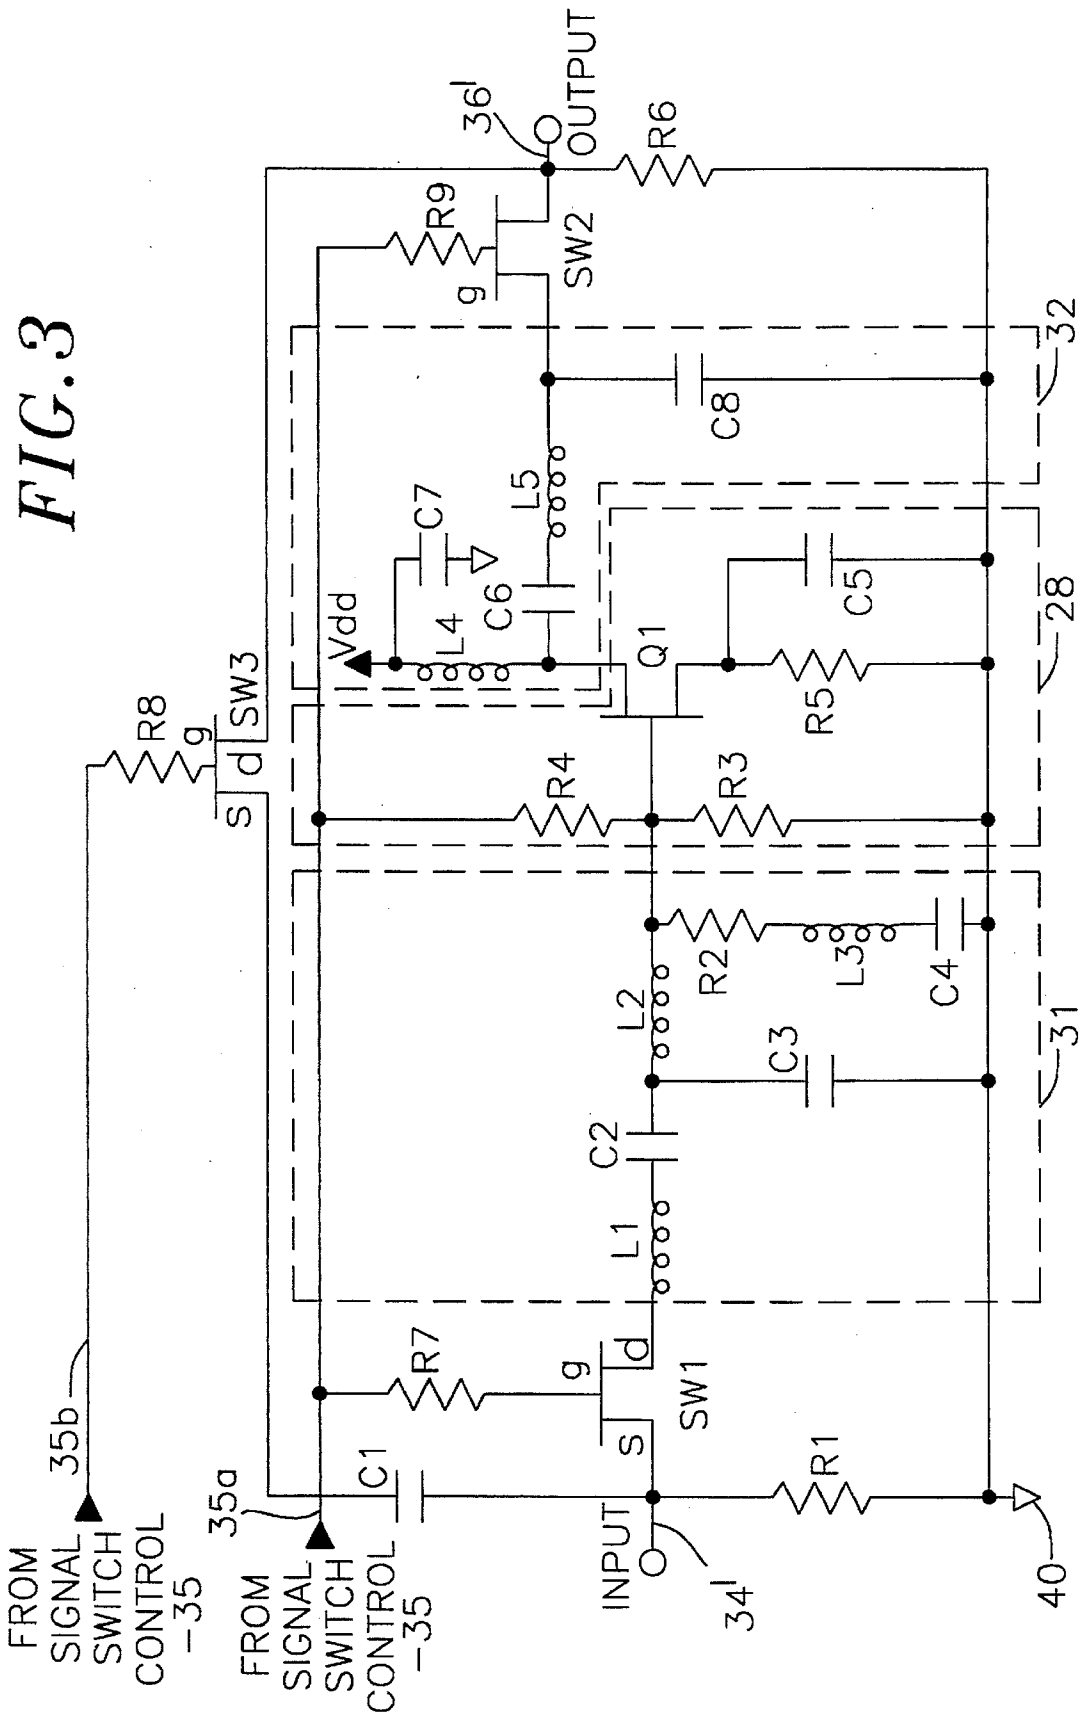 FIG.3
FROM
SIGNAL
SWITCH
CONTROL
-35
35b
R8
g
s
d
SW3
FROM
SIGNAL
SWITCH
CONTROL
-35
35a
C1
R7
g
s
d
SW1
INPUT
34'
R1
40
L1
C2
C3
L2
R2
L3
C4
31
R4
R3
Q1
R5
C5
28
Vdd
L4
C7
C6
L5
C8
32
R9
g
SW2
36'
OUTPUT
R6